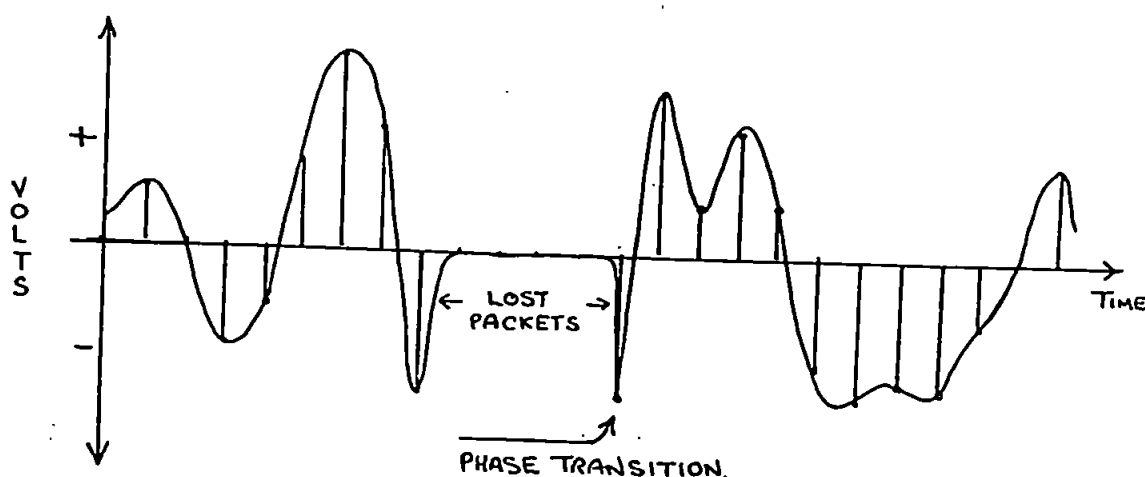 +
VOLTS
-
← LOST →
PACKETS
TIME
PHASE TRANSITION.